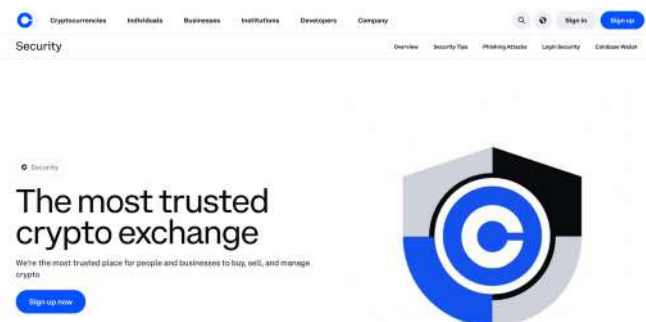 Cryptocurrencies Individuals Businesses Institutions Developers Company Sign in Sign up
Security Overview Security Tips Phishing Attacks Login Security Coinbase Wallet
Security
The most trusted
crypto exchange
We're the most trusted place for people and businesses to buy, sell, and manage
crypto
Sign up now